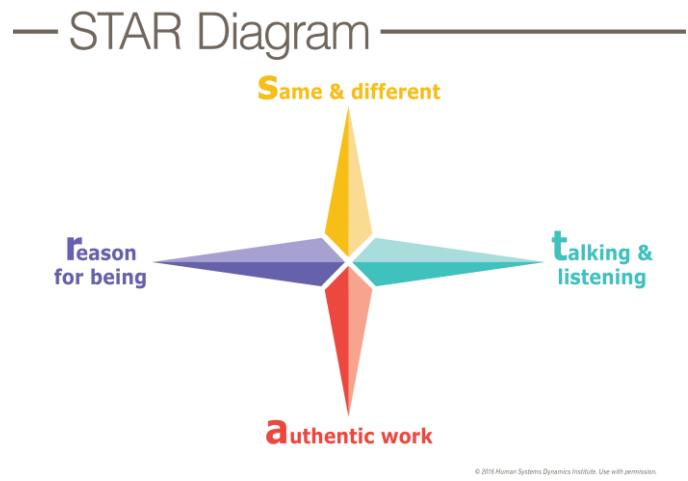 STAR Diagram
Same & different
reason
for being
talking &
listening
authentic work
© 2016 Human Systems Dynamics Institute. Use with permission.